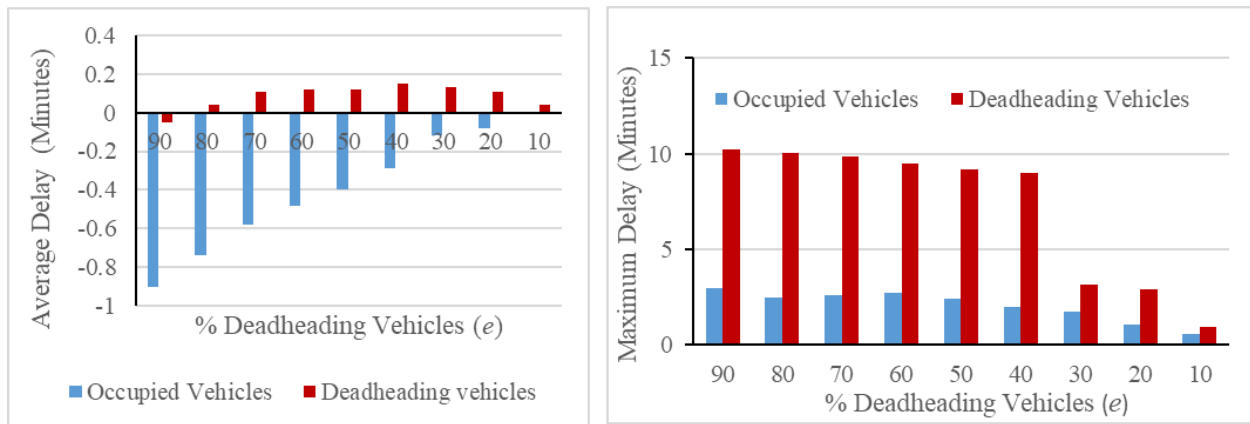 0.4
0.2
0
-0.2
-0.4
-0.6
-0.8
-1
Average Delay (Minutes)
90 80 70 60 50 40 30 20 10
% Deadheading Vehicles (e)
Occupied Vehicles Deadheading vehicles
15
10
5
0
Maximum Delay (Minutes)
Occupied Vehicles Deadheading Vehicles
90 80 70 60 50 40 30 20 10
% Deadheading Vehicles (e)